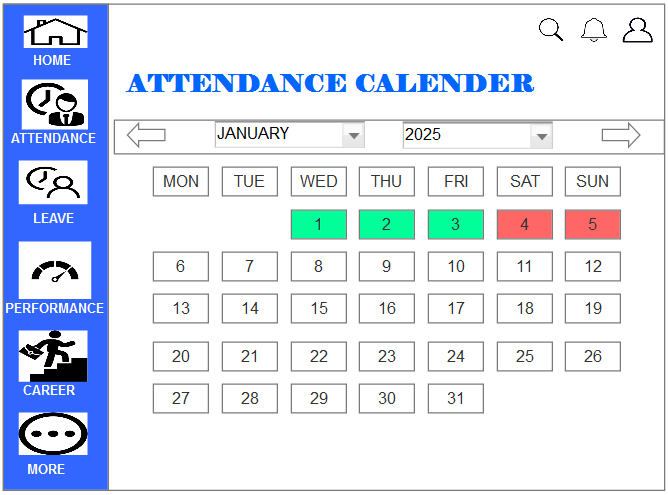 HOME
ATTENDANCE
LEAVE
PERFORMANCE
CAREER
MORE
ATTENDANCE CALENDER
JANUARY 2025
MON TUE WED THU FRI SAT SUN
1 2 3 4 5
6 7 8 9 10 11 12
13 14 15 16 17 18 19
20 21 22 23 24 25 26
27 28 29 30 31